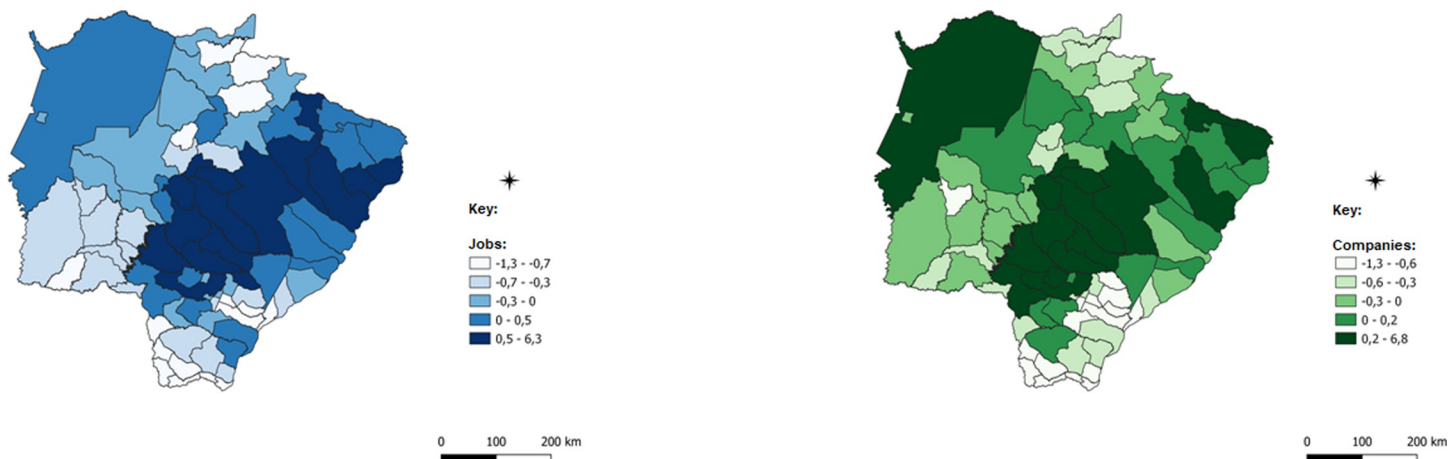 Key:
Jobs:
-1,3 - -0,7
-0,7 - -0,3
-0,3 - 0
0 - 0,5
0,5 - 6,3
0 100 200 km
Key:
Companies:
-1,3 - -0,6
-0,6 - -0,3
-0,3 - 0
0 - 0,2
0,2 - 6,8
0 100 200 km